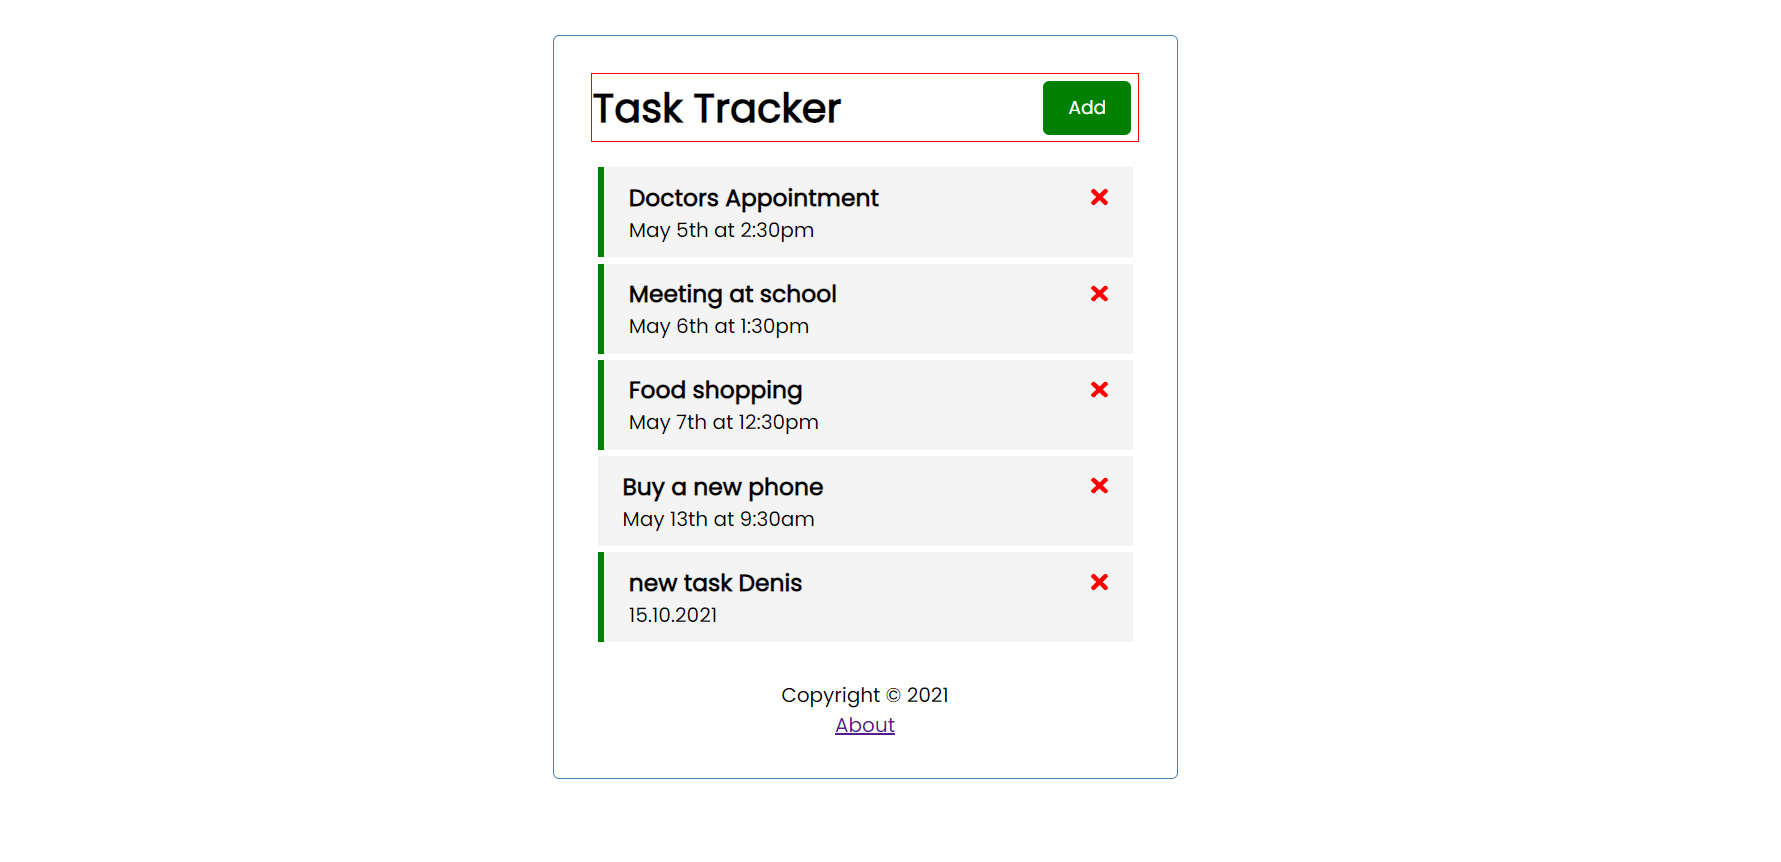 Task Tracker
Add
Doctors Appointment
May 5th at 2:30pm
Meeting at school
May 6th at 1:30pm
Food shopping
May 7th at 12:30pm
Buy a new phone
May 13th at 9:30am
new task Denis
15.10.2021
Copyright © 2021
About